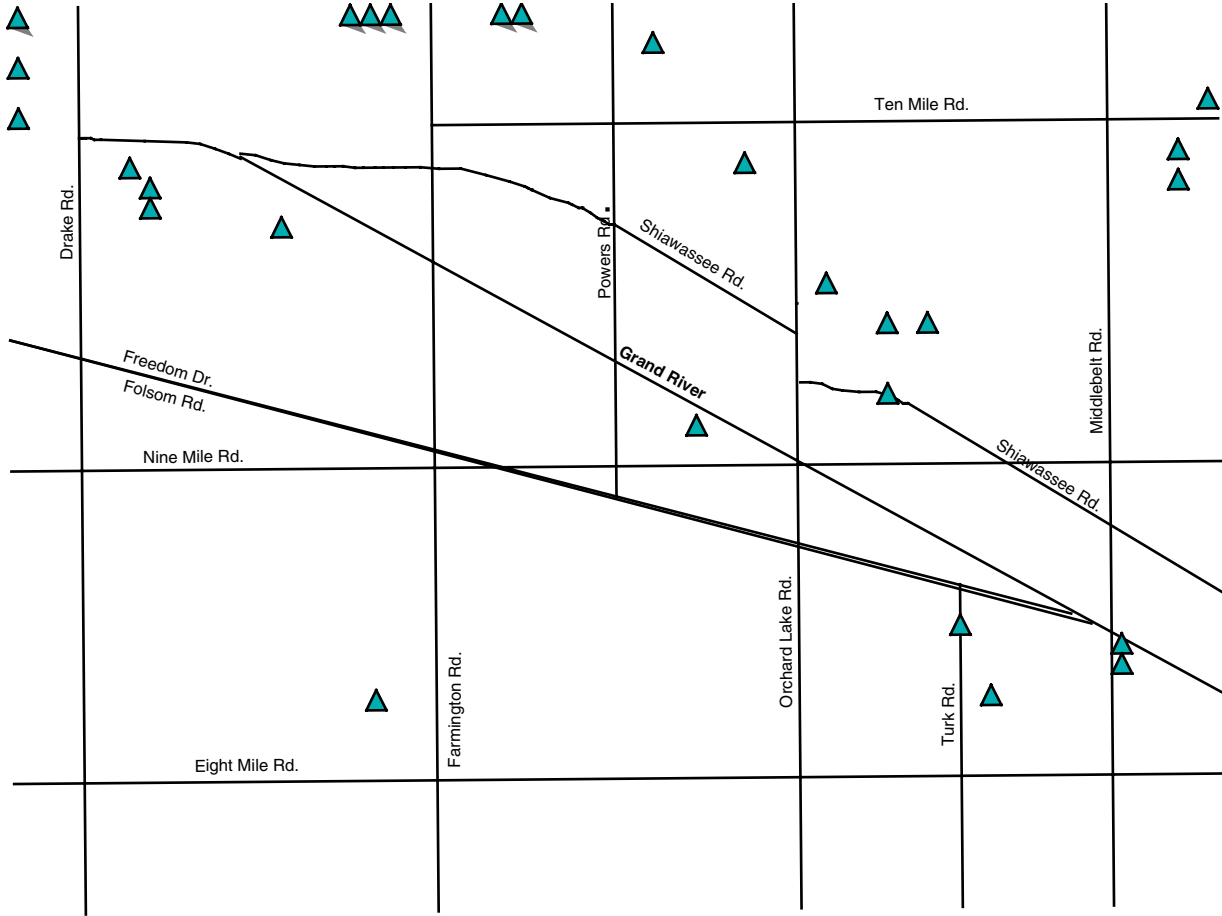 Ten Mile Rd.
Drake Rd.
Powers Rd.
Shiawassee Rd.
Grand River
Freedom Dr.
Folsom Rd.
Middlebelt Rd.
Nine Mile Rd.
Shiawassee Rd.
Orchard Lake Rd.
Farmington Rd.
Turk Rd.
Eight Mile Rd.